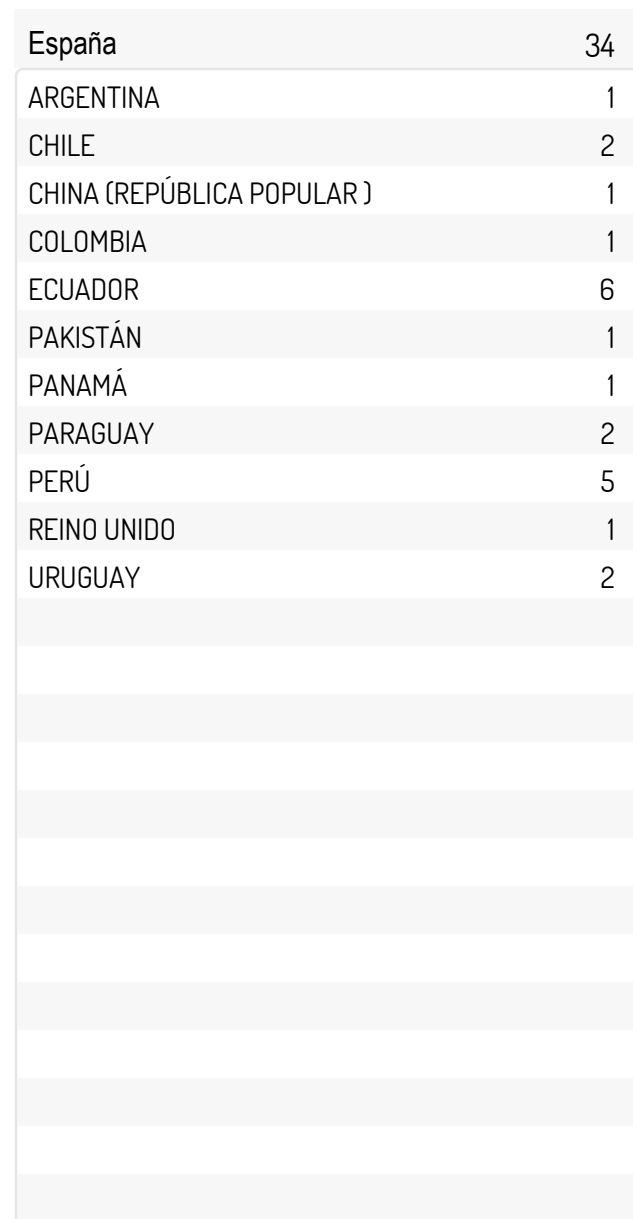 España 34
ARGENTINA 1
CHILE 2
CHINA (REPÚBLICA POPULAR ) 1
COLOMBIA 1
ECUADOR 6
PAKISTÁN 1
PANAMÁ 1
PARAGUAY 2
PERÚ 5
REINO UNIDO 1
URUGUAY 2